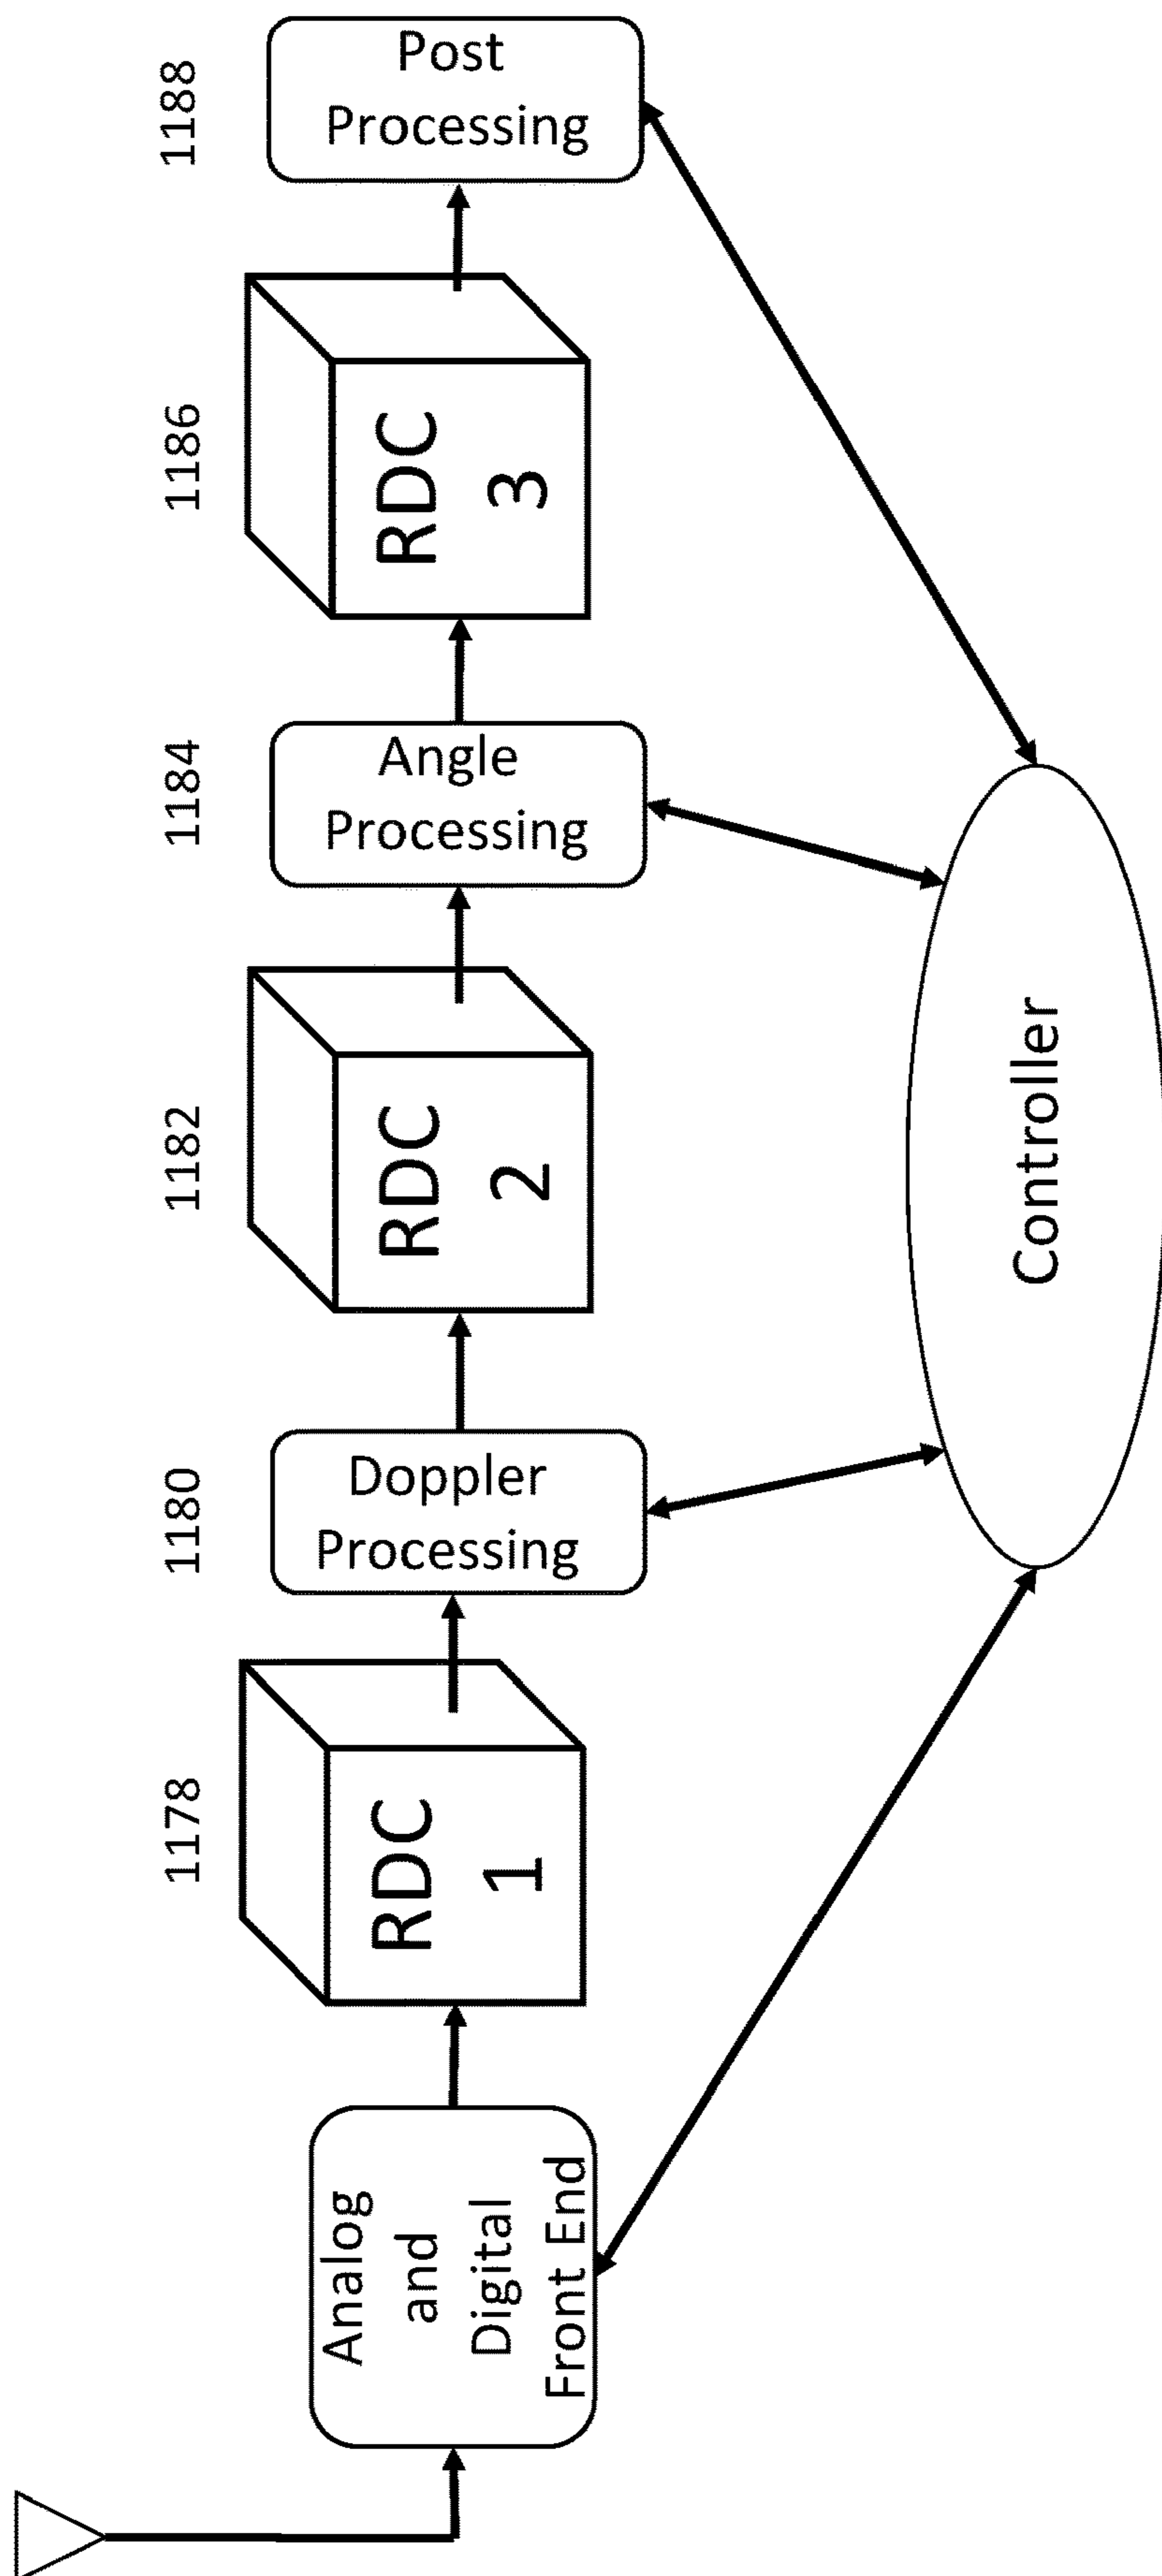 1188
Post
Processing
1186
RDC
3
1184
Angle
Processing
1182
RDC
2
1180
Doppler
Processing
1178
RDC
1
Analog
and
Digital
Front End
Controller